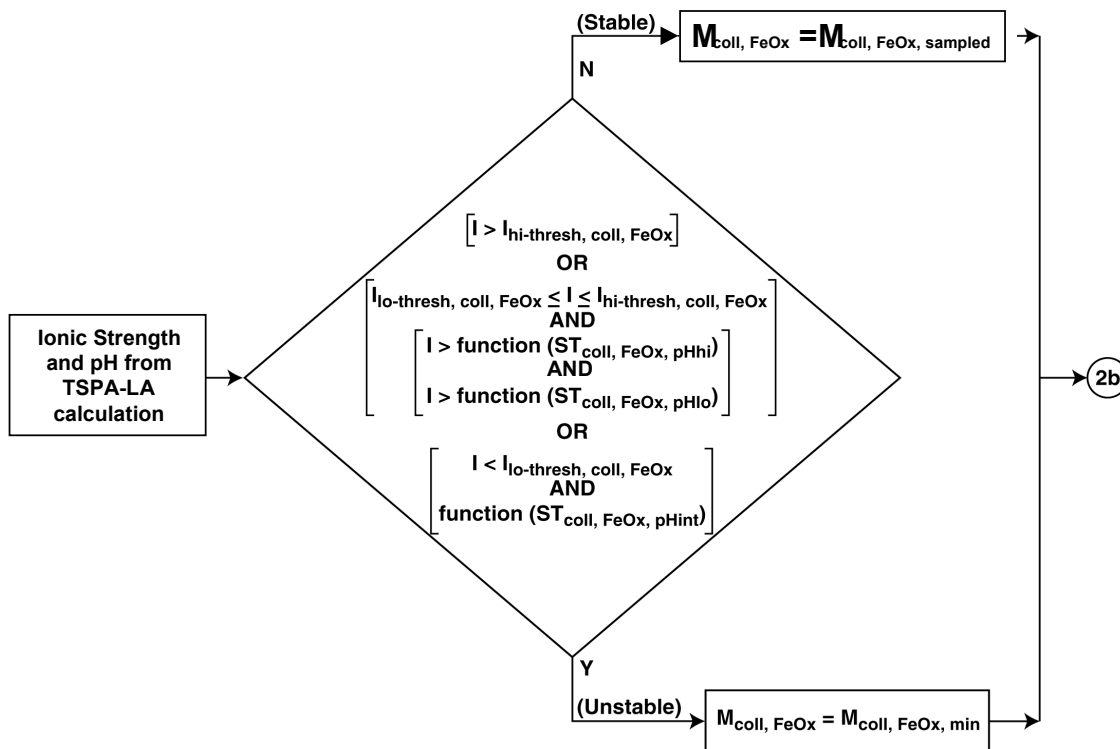 (Stable)
Mcoll, FeOx = Mcoll, FeOx, sampled
N
[I > Ihi-thresh, coll, FeOx]
OR
[Ilo-thresh, coll, FeOx ≤ I ≤ Ihi-thresh, coll, FeOx
AND
[I > function (STcoll, FeOx, pHhi)
AND
I > function (STcoll, FeOx, pHlo)]]
OR
[I < Ilo-thresh, coll, FeOx
AND
function (STcoll, FeOx, pHint)]
Ionic Strength
and pH from
TSPA-LA
calculation
2b
Y
(Unstable)
Mcoll, FeOx = Mcoll, FeOx, min